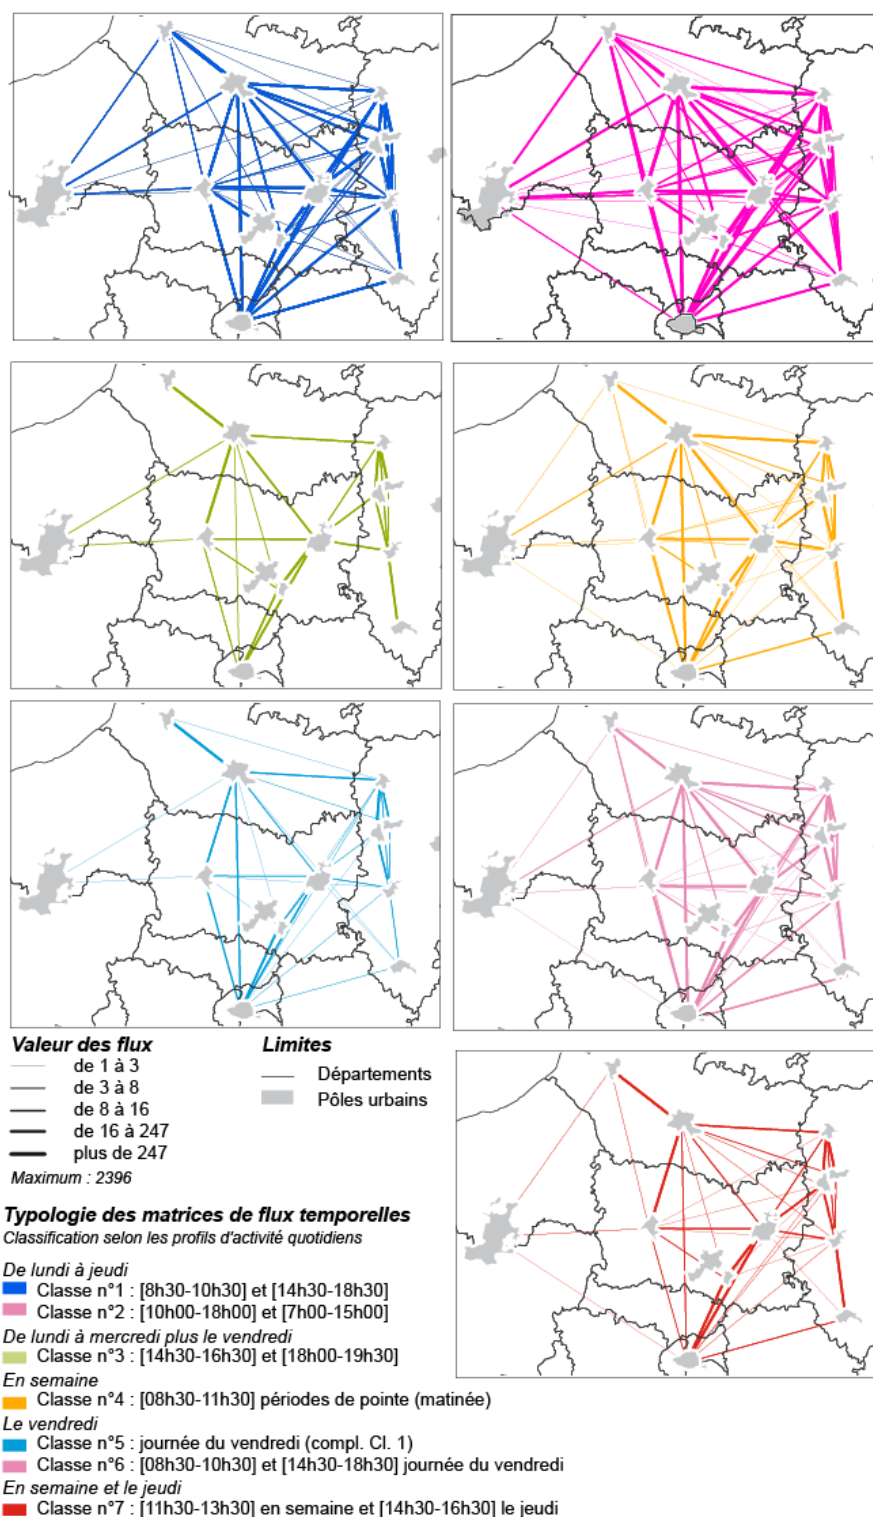 Valeur des flux
de 1 à 3
de 3 à 8
de 8 à 16
de 16 à 247
plus de 247
Maximum : 2396
Limites
Départements
Pôles urbains
Typologie des matrices de flux temporelles
Classification selon les profils d'activité quotidiens
De lundi à jeudi
Classe n°1 : [8h30-10h30] et [14h30-18h30]
Classe n°2 : [10h00-18h00] et [7h00-15h00]
De lundi à mercredi plus le vendredi
Classe n°3 : [14h30-16h30] et [18h00-19h30]
En semaine
Classe n°4 : [08h30-11h30] périodes de pointe (matinée)
Le vendredi
Classe n°5 : journée du vendredi (compl. Cl. 1)
Classe n°6 : [08h30-10h30] et [14h30-18h30] journée du vendredi
En semaine et le jeudi
Classe n°7 : [11h30-13h30] en semaine et [14h30-16h30] le jeudi